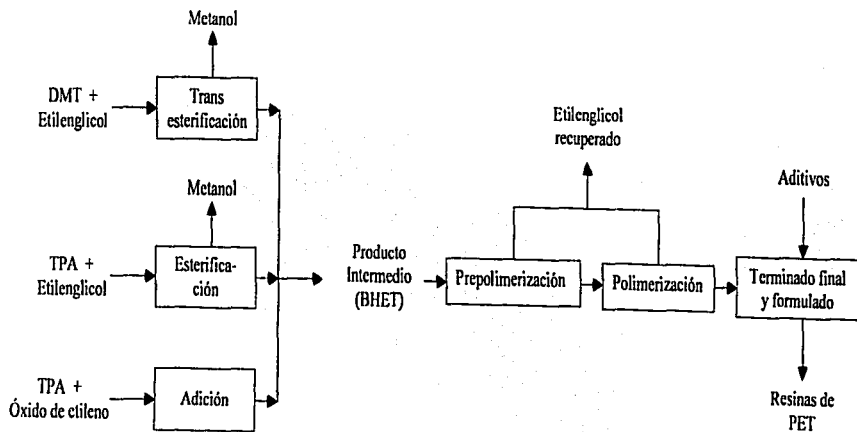 Metanol
DMT +
Etilenglicol
Trans
esterificación
Metanol
TPA +
Etilenglicol
Esterifica-
ción
TPA +
Óxido de etileno
Adición
Producto
Intermedio
(BHET)
Etilenglicol
recuperado
Prepolimerización
Polimerización
Aditivos
Terminado final
y formulado
Resinas de
PET